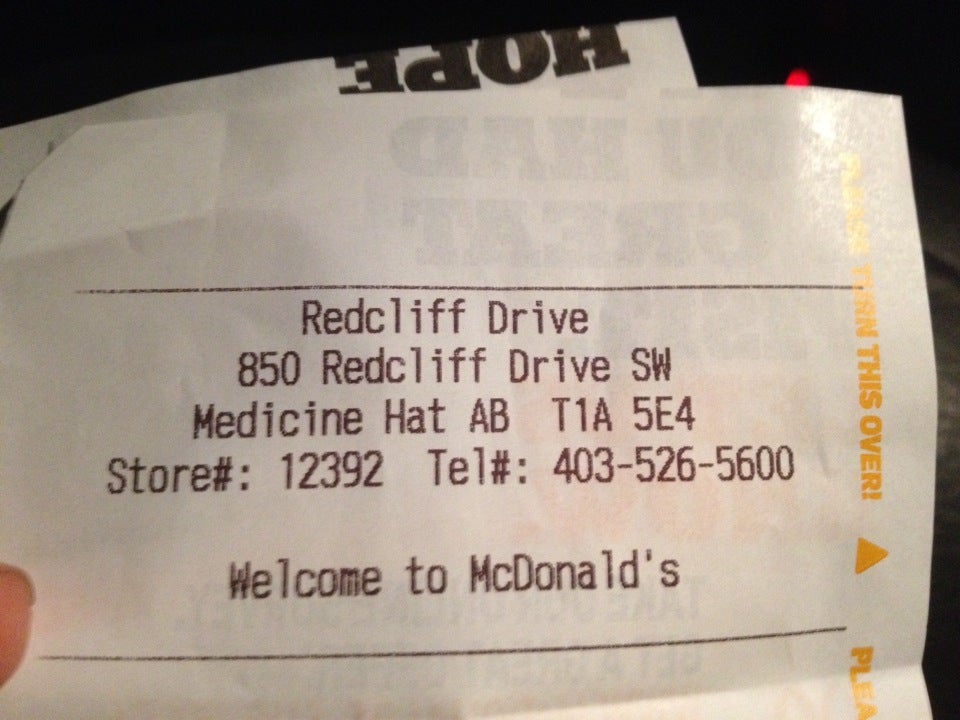 HOPE
Redcliff Drive
850 Redcliff Drive SW
Medicine Hat AB T1A 5E4
Store#: 12392 Tel#: 403-526-5600
Welcome to McDonald's
PLEASE TURN THIS OVER!